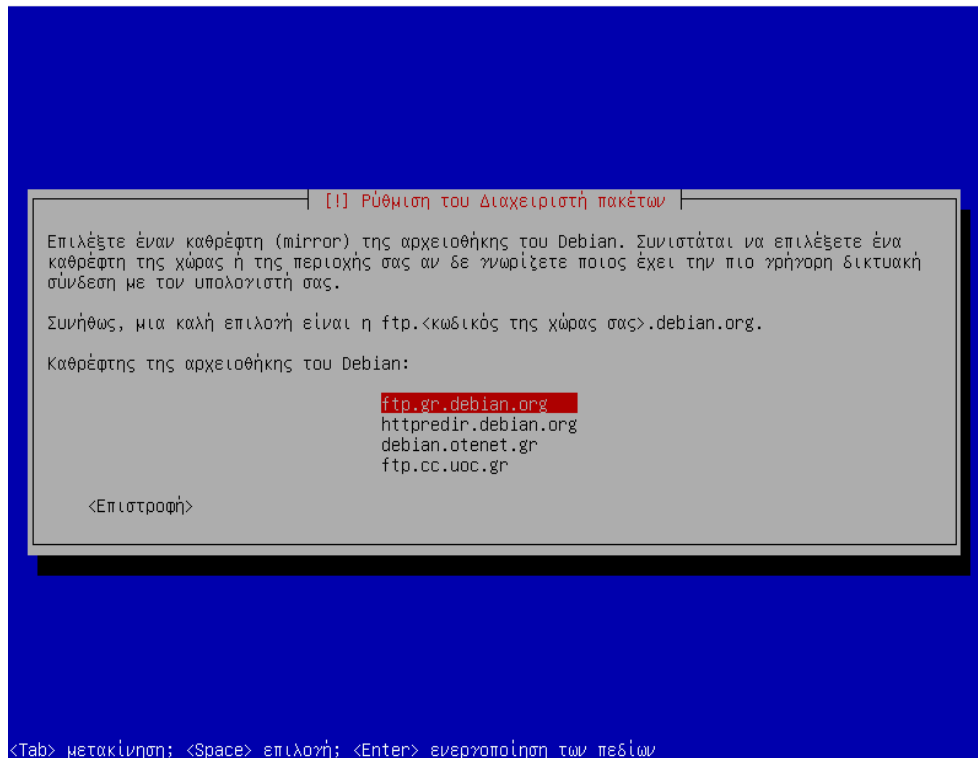 [!] Ρύθμιση του Διαχειριστή πακέτων
Επιλέξτε έναν καθρέφτη (mirror) της αρχειοθήκης του Debian. Συνιστάται να επιλέξετε ένα
καθρέφτη της χώρας ή της περιοχής σας αν δε γνωρίζετε ποιος έχει την πιο γρήγορη δικτυακή
σύνδεση με τον υπολογιστή σας.
Συνήθως, μια καλή επιλογή είναι η ftp.<κωδικός της χώρας σας>.debian.org.
Καθρέφτης της αρχειοθήκης του Debian:
ftp.gr.debian.org
httpredir.debian.org
debian.otenet.gr
ftp.cc.uoc.gr
<Επιστροφή>
<Tab> μετακίνηση; <Space> επιλογή; <Enter> ενεργοποίηση των πεδίων